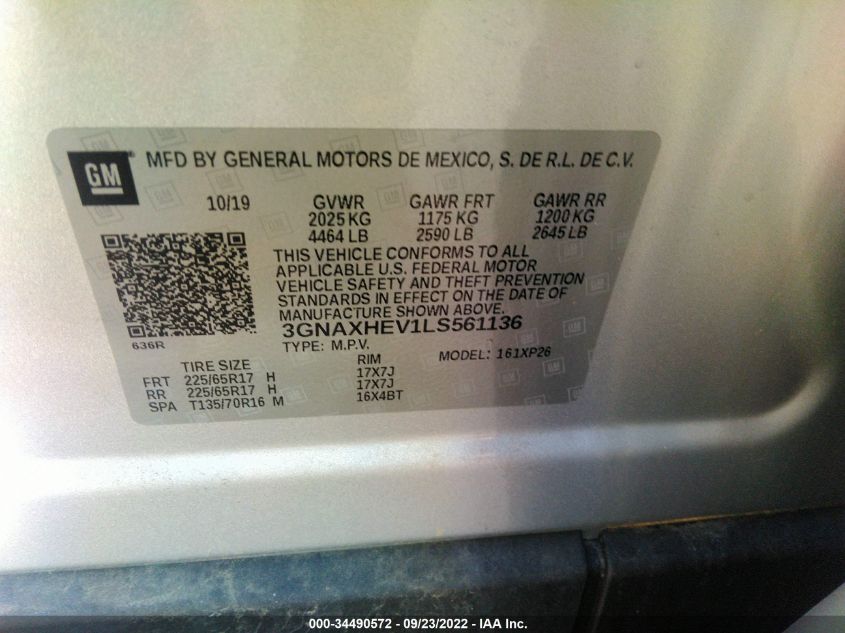 GM
MFD BY GENERAL MOTORS DE MEXICO, S. DE R.L. DE C.V.
10/19 GVWR GAWR FRT GAWR RR
2025 KG 1175 KG 1200 KG
4464 LB 2590 LB 2645 LB
THIS VEHICLE CONFORMS TO ALL
APPLICABLE U.S. FEDERAL MOTOR
VEHICLE SAFETY AND THEFT PREVENTION
STANDARDS IN EFFECT ON THE DATE OF
MANUFACTURE SHOWN ABOVE.
3GNAXHEV1LS561136
636R
TYPE: M.P.V. MODEL: 161XP26
TIRE SIZE RIM
FRT 225/65R17 H 17X7J
RR 225/65R17 H 17X7J
SPA T135/70R16 M 16X4BT
000-34490572 - 09/23/2022 - IAA Inc.